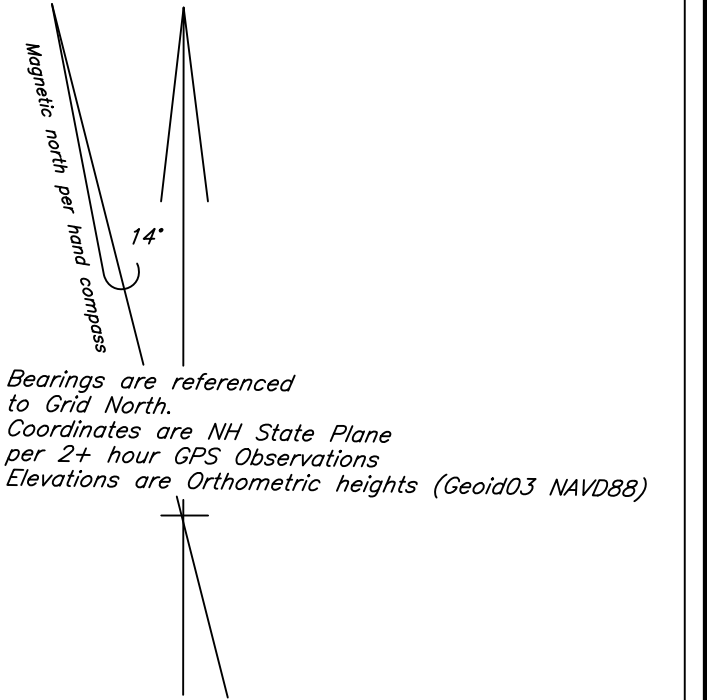 Magnetic north per hand compass
14°
Bearings are referenced
to Grid North.
Coordinates are NH State Plane
per 2+ hour GPS Observations
Elevations are Orthometric heights (Geoid03 NAVD88)